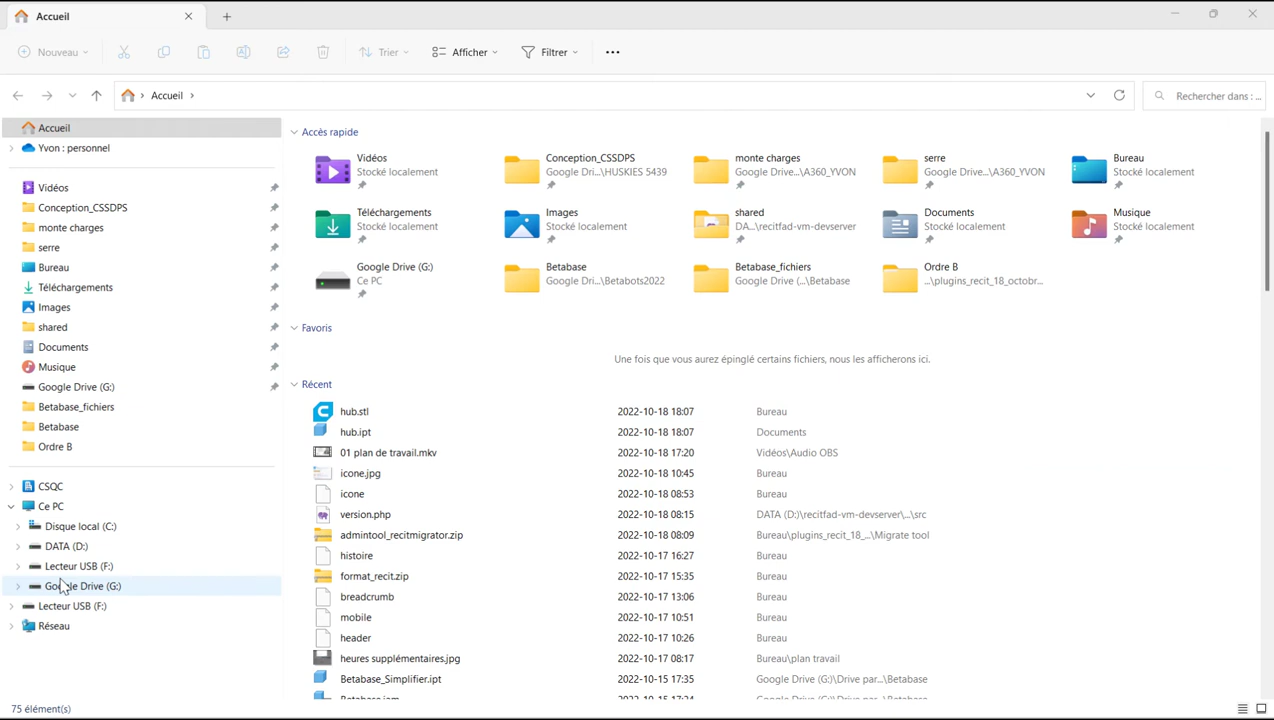 Accueil
Nouveau
Trier
Afficher
Filtrer
Accueil
Rechercher dans : ...
Accueil
Yvon : personnel
Vidéos
Conception_CSSDPS
monte charges
serre
Bureau
Téléchargements
Images
shared
Documents
Musique
Google Drive (G:)
Betabase_fichiers
Betabase
Ordre B
CSQC
Ce PC
Disque local (C:)
DATA (D:)
Lecteur USB (F:)
Google Drive (G:)
Lecteur USB (F:)
Réseau
Accès rapide
Vidéos
Stocké localement
Conception_CSSDPS
Google Dri...\HUSKIES 5439
monte charges
Google Drive...\A360_YVON
serre
Google Drive...\A360_YVON
Bureau
Stocké localement
Téléchargements
Stocké localement
Images
Stocké localement
shared
DA...\recitfad-vm-devserver
Documents
Stocké localement
Musique
Stocké localement
Google Drive (G:)
Ce PC
Betabase
Google Dri...\Betabots2022
Betabase_fichiers
Google Drive (...\Betabase
Ordre B
...\plugins_recit_18_octobr...
Favoris
Une fois que vous aurez épinglé certains fichiers, nous les afficherons ici.
Récent
hub.stl 2022-10-18 18:07 Bureau
hub.ipt 2022-10-18 18:07 Documents
01 plan de travail.mkv 2022-10-18 17:20 Vidéos\Audio OBS
icone.jpg 2022-10-18 10:45 Bureau
icone 2022-10-18 08:53 Bureau
version.php 2022-10-18 08:15 DATA (D:)\recitfad-vm-devserver\...\src
admintool_recitmigrator.zip 2022-10-18 08:09 Bureau\plugins_recit_18_...\Migrate tool
histoire 2022-10-17 16:27 Bureau
format_recit.zip 2022-10-17 15:35 Bureau
breadcrumb 2022-10-17 13:06 Bureau
mobile 2022-10-17 10:51 Bureau
header 2022-10-17 10:26 Bureau
heures supplémentaires.jpg 2022-10-17 08:17 Bureau\plan travail
Betabase_Simplifier.ipt 2022-10-15 17:35 Google Drive (G:)\Drive par...\Betabase
75 élément(s)